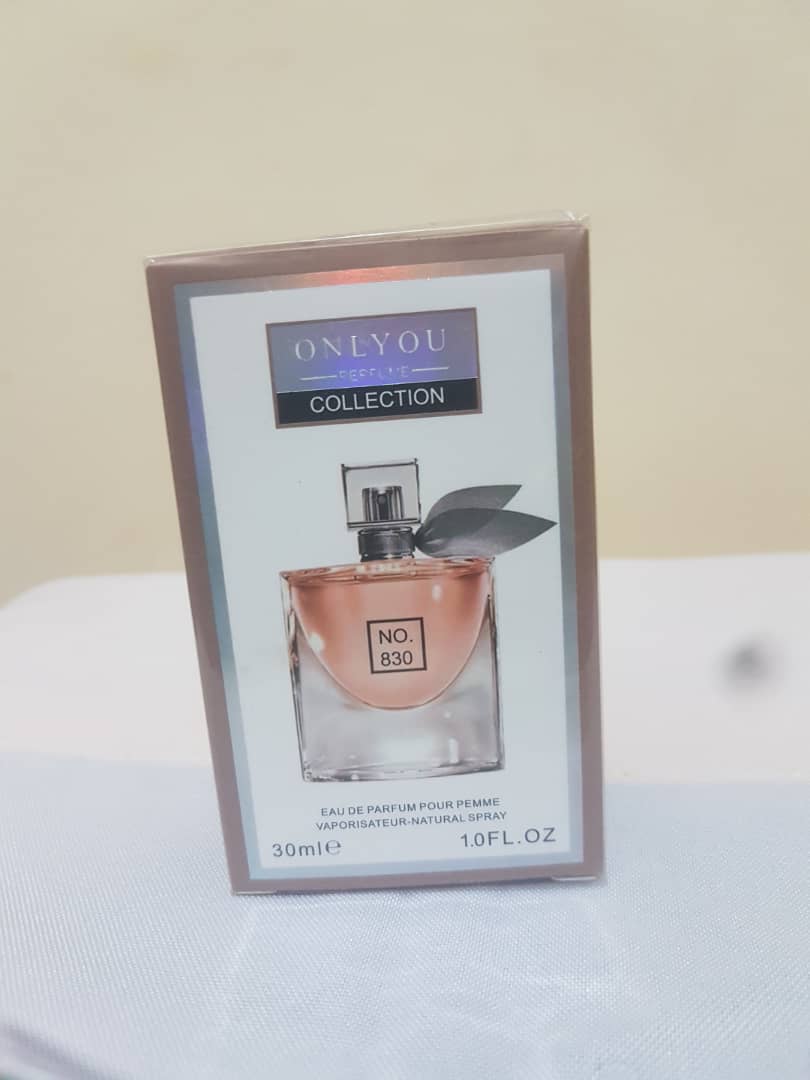 ONLYOU
PERFUME
COLLECTION
NO.
830
EAU DE PARFUM POUR PEMME
VAPORISATEUR-NATURAL SPRAY
30ml℮
1.0FL.OZ